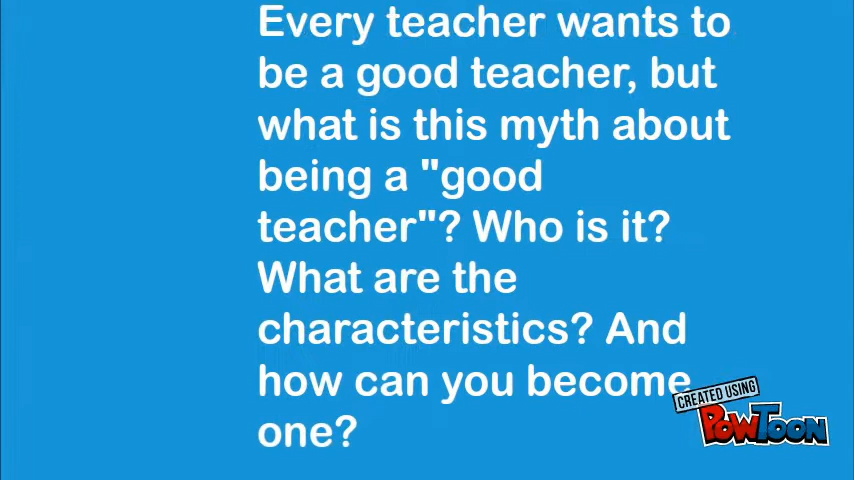 Every teacher wants to
be a good teacher, but
what is this myth about
being a "good
teacher"? Who is it?
What are the
characteristics? And
how can you become
one?
CREATED USING
POWTOON